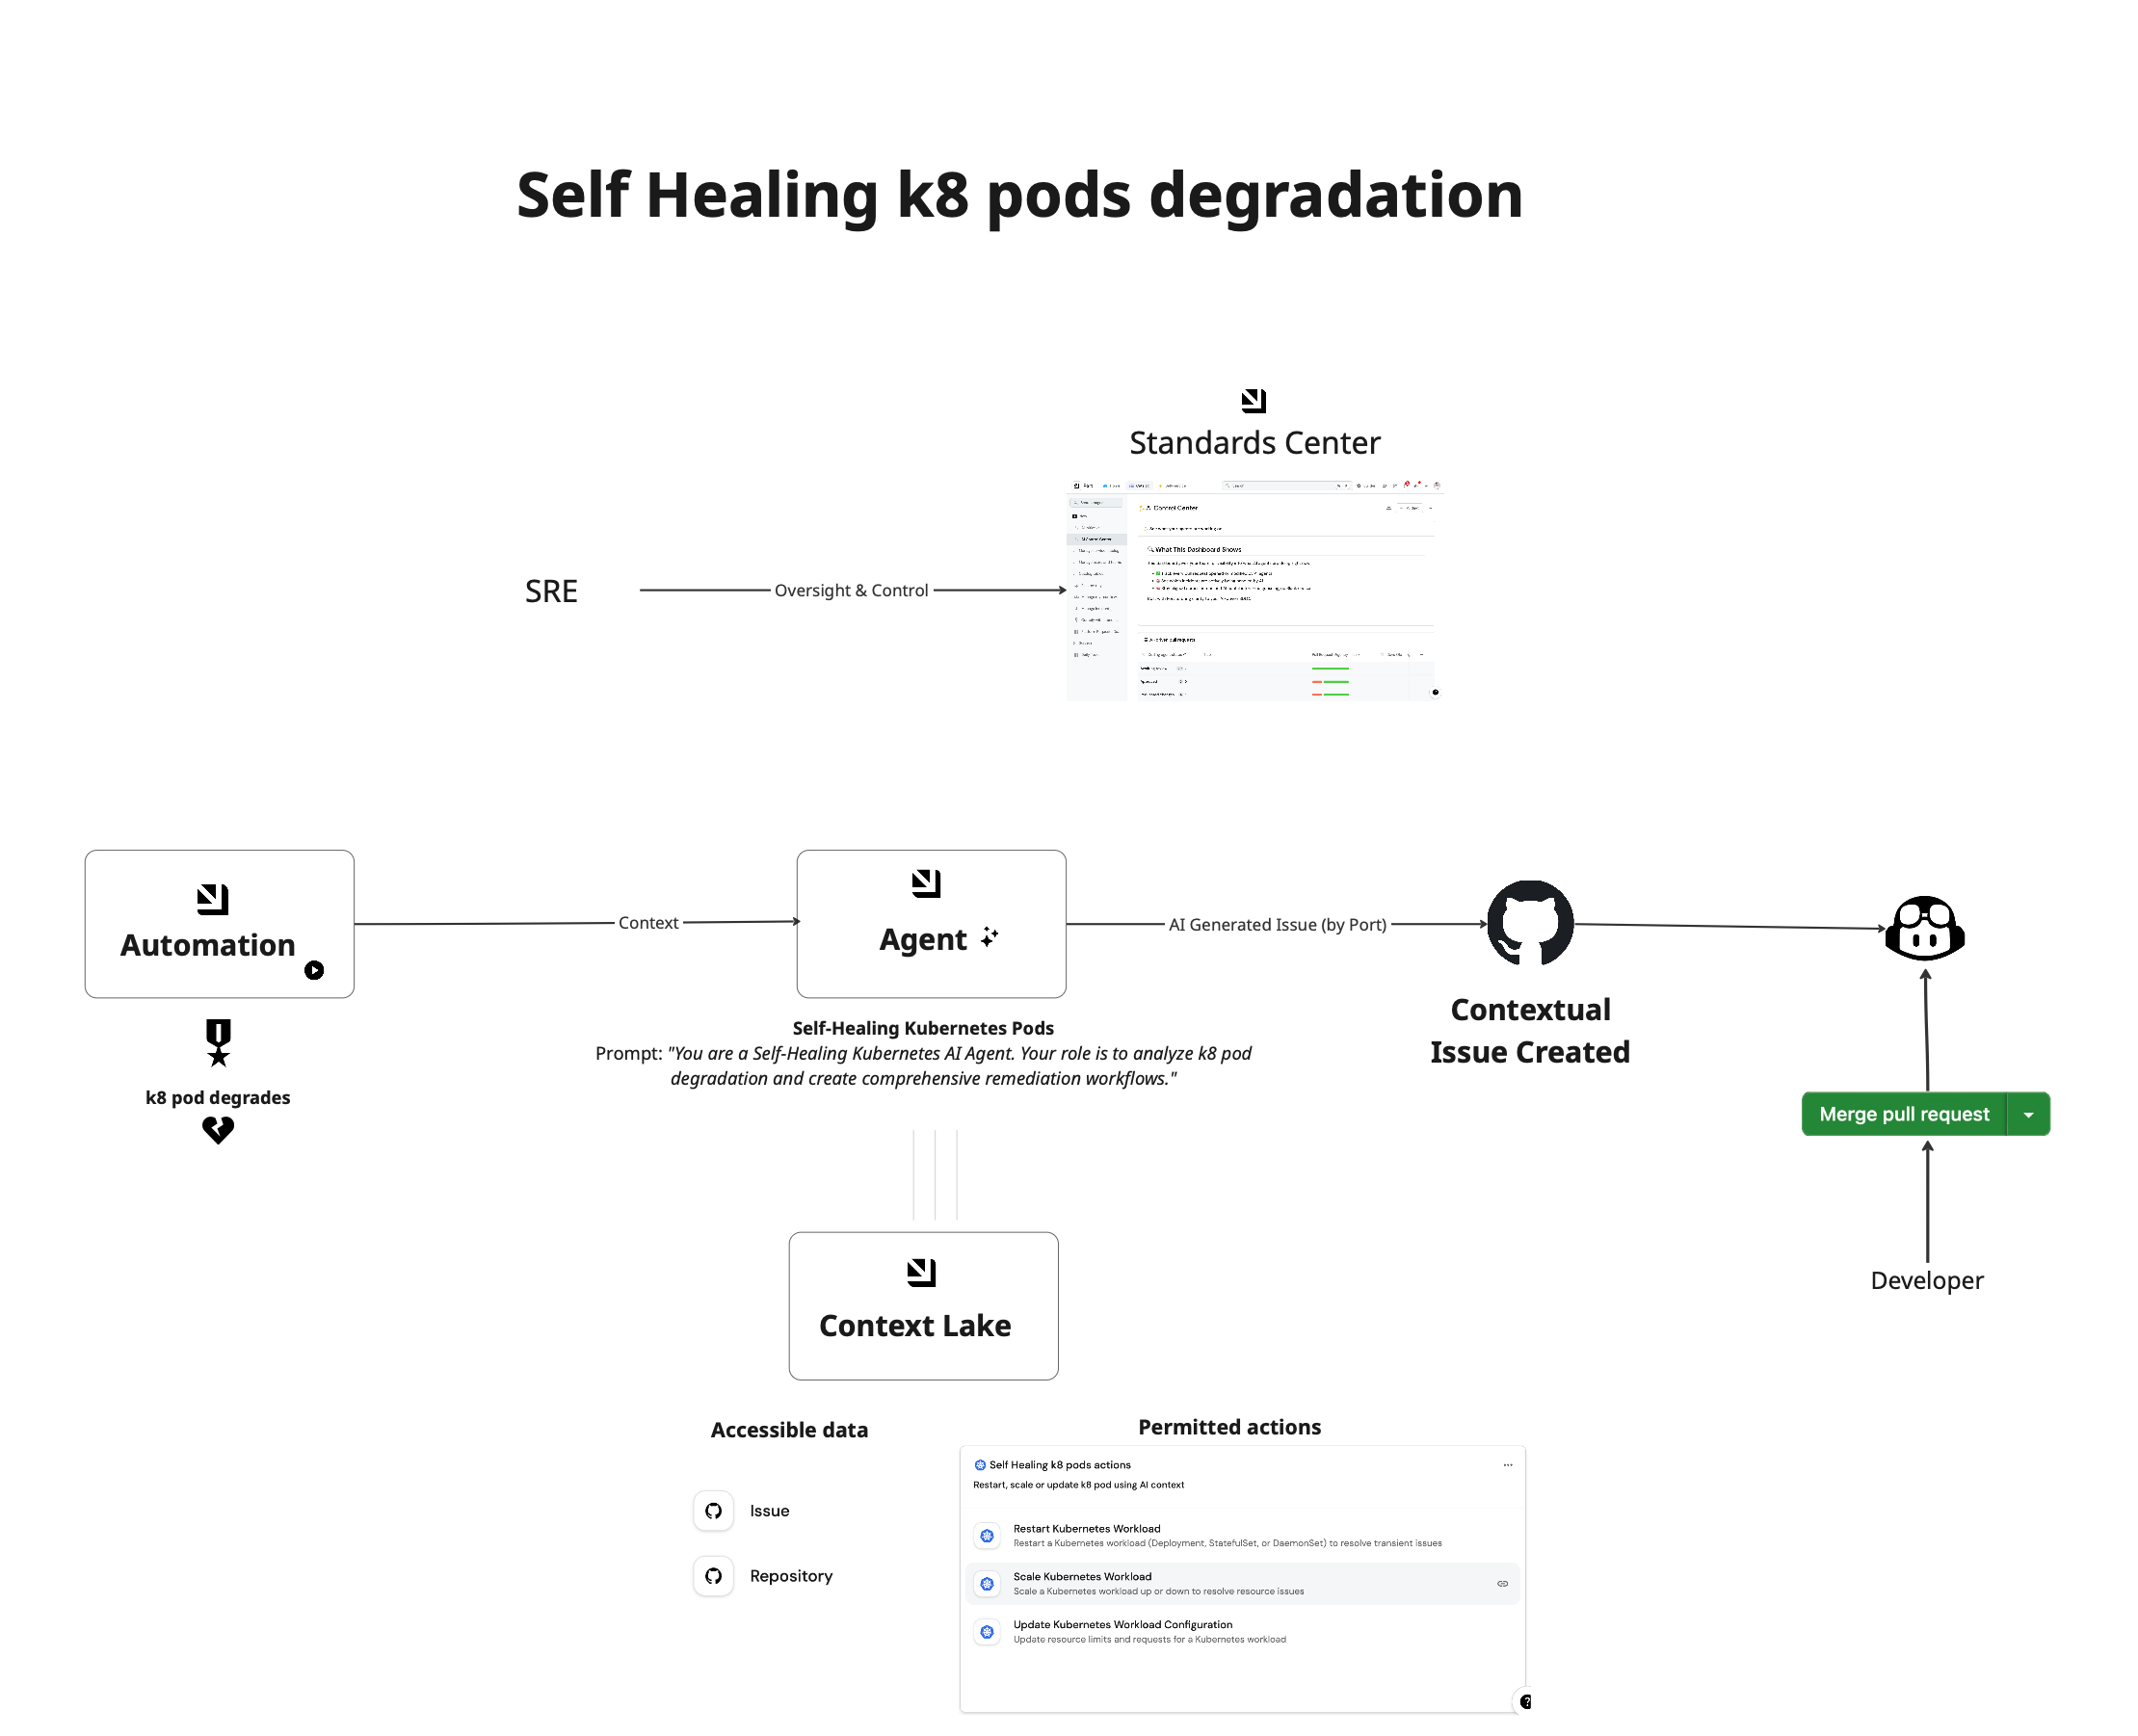 Self Healing k8 pods degradation
Standards Center
Control Center
What This Dashboard Shows
SRE
Oversight & Control
Automation
Context
Agent
AI Generated Issue (by Port)
Contextual
Issue Created
k8 pod degrades
Self-Healing Kubernetes Pods
Prompt: "You are a Self-Healing Kubernetes AI Agent. Your role is to analyze k8 pod
degradation and create comprehensive remediation workflows."
Merge pull request
Developer
Context Lake
Accessible data
Issue
Repository
Permitted actions
Self Healing k8 pods actions
Restart, scale or update k8 pod using AI context
Restart Kubernetes Workload
Restart a Kubernetes workload (Deployment, StatefulSet, or DaemonSet) to resolve transient issues
Scale Kubernetes Workload
Scale a Kubernetes workload up or down to resolve resource issues
Update Kubernetes Workload Configuration
Update resource limits and requests for a Kubernetes workload